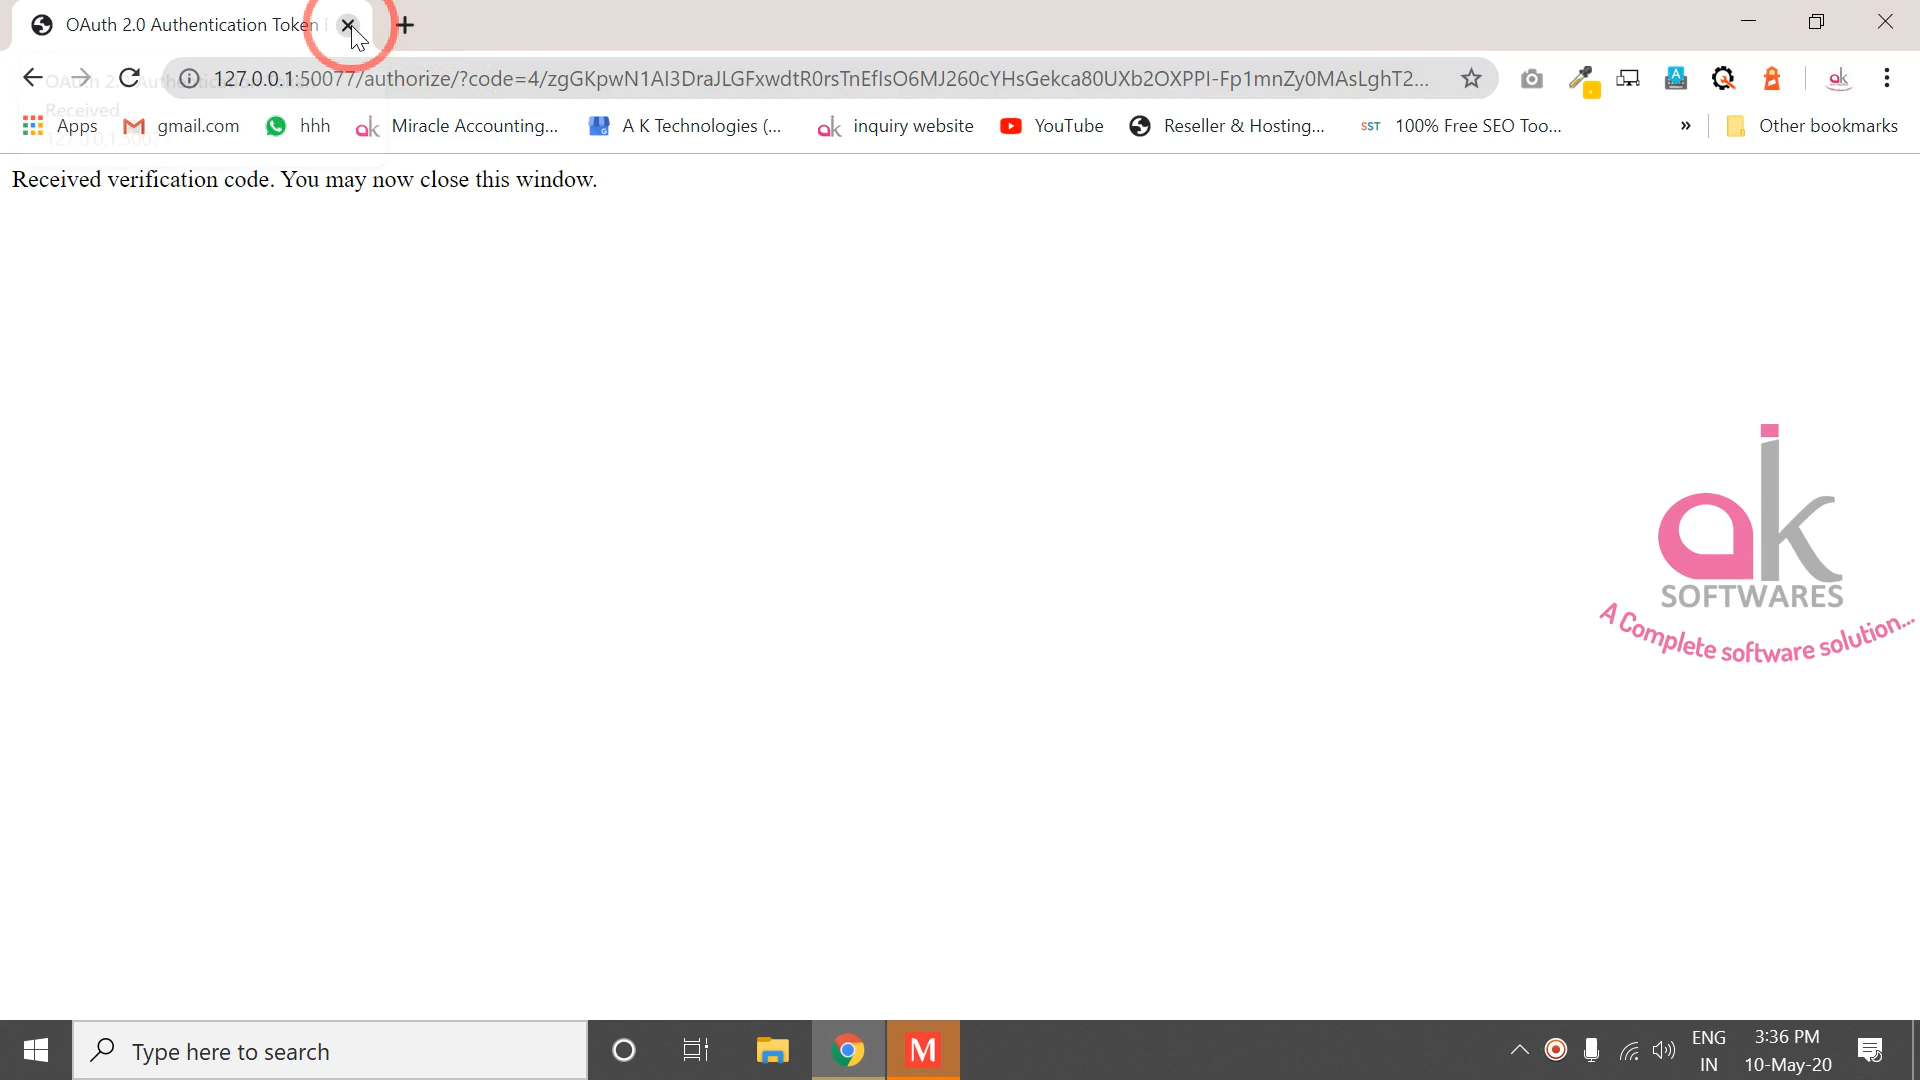 OAuth 2.0 Authentication Token
127.0.0.1:50077/authorize/?code=4/zgGKpwN1AI3DraJLGFxwdtR0rsTnEfIsO6MJ260cYHsGekca80UXb2OXPPI-Fp1mnZy0MAsLghT2...
Received
Apps gmail.com hhh Miracle Accounting... A K Technologies (... inquiry website YouTube Reseller & Hosting... SST 100% Free SEO Too... » Other bookmarks
Received verification code. You may now close this window.
ak
SOFTWARES
A Complete software solution...
Type here to search
M
ENG
IN
3:36 PM
10-May-20